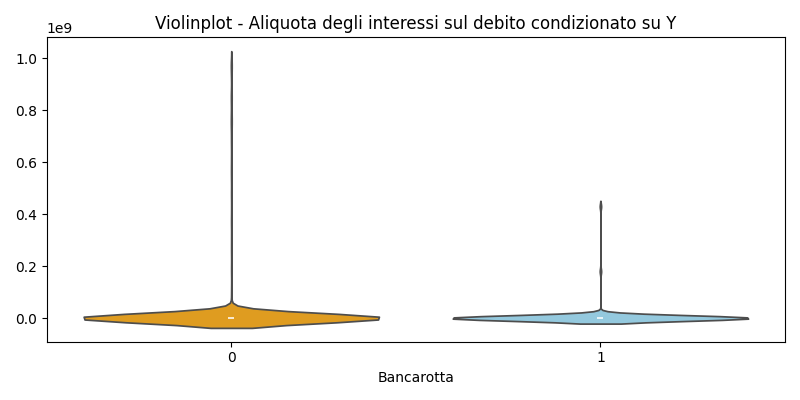 Violinplot - Aliquota degli interessi sul debito condizionato su Y
1e9
1.0
0.8
0.6
0.4
0.2
0.0
0 1
Bancarotta